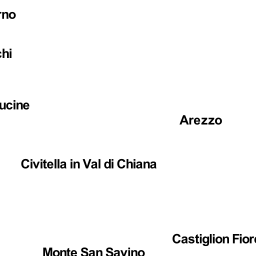 rno
chi
ucine
Arezzo
Civitella in Val di Chiana
Castiglion Fior
Monte San Savino